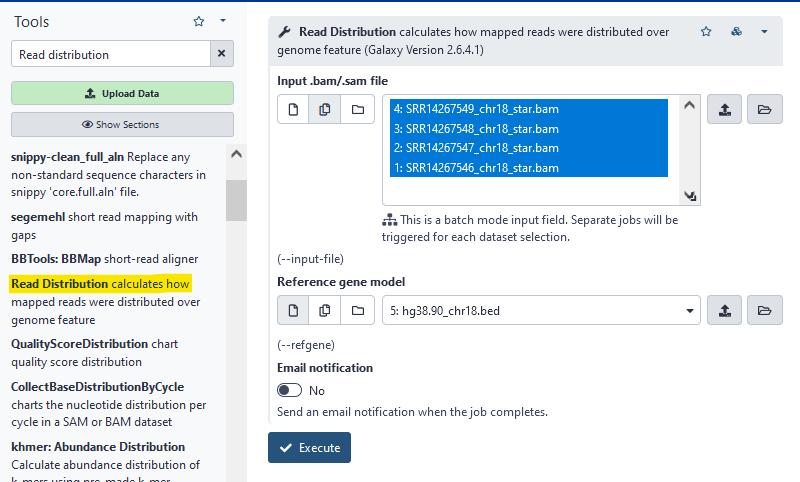 Tools
Read distribution
Upload Data
Show Sections
snippy-clean_full_aln Replace any
non-standard sequence characters in
snippy 'core.full.aln' file.
segemehl short read mapping with
gaps
BBTools: BBMap short-read aligner
Read Distribution calculates how
mapped reads were distributed over
genome feature
QualityScoreDistribution chart
quality score distribution
CollectBaseDistributionByCycle
charts the nucleotide distribution per
cycle in a SAM or BAM dataset
khmer: Abundance Distribution
Calculate abundance distribution of
k-mers using pre-made k-mer
Read Distribution calculates how mapped reads were distributed over
genome feature (Galaxy Version 2.6.4.1)
Input .bam/.sam file
4: SRR14267549_chr18_star.bam
3: SRR14267548_chr18_star.bam
2: SRR14267547_chr18_star.bam
1: SRR14267546_chr18_star.bam
This is a batch mode input field. Separate jobs will be
triggered for each dataset selection.
(--input-file)
Reference gene model
5: hg38.90_chr18.bed
(--refgene)
Email notification
No
Send an email notification when the job completes.
Execute